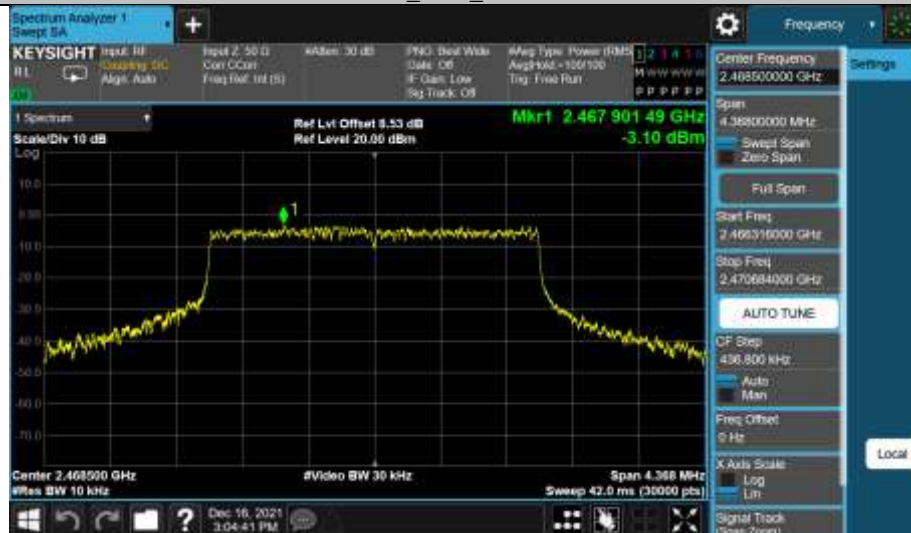 Spectrum Analyzer 1
Swept SA
+
Frequency
KEYSIGHT
Input: RF
Coupling: DC
Align: Auto
Input Z: 50 Ω
Corr CCorr
Freq Ref: Int (S)
#Atten: 30 dB
PNO: Best Wide
Gate: Off
IF Gain: Low
Sig Track: Off
#Avg Type: Power (RMS
Avg|Hold:>100/100
Trig: Free Run
Center Frequency
2.468500000 GHz
Settings
Span
4.36800000 MHz
Swept Span
Zero Span
1 Spectrum
Scale/Div 10 dB
Log
Ref Lvl Offset 8.53 dB
Ref Level 20.00 dBm
Mkr1 2.467 901 49 GHz
-3.10 dBm
1
10.0
0.00
-10.0
-20.0
-30.0
-40.0
-50.0
-60.0
-70.0
Full Span
Start Freq
2.466316000 GHz
Stop Freq
2.470684000 GHz
AUTO TUNE
CF Step
436.800 kHz
Auto
Man
Freq Offset
0 Hz
X Axis Scale
Log
Lin
Signal Track
(Span Zoom)
Local
Center 2.468500 GHz
#Res BW 10 kHz
#Video BW 30 kHz
Span 4.368 MHz
Sweep 42.0 ms (30000 pts)
?
Dec 16, 2021
3:04:41 PM